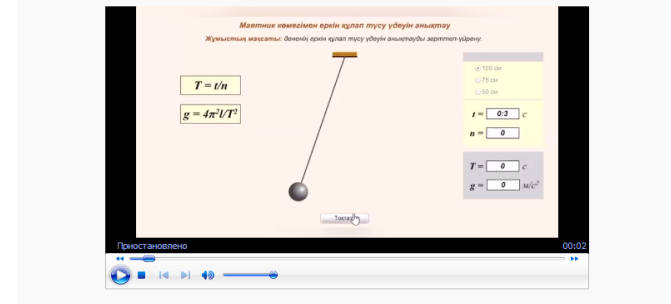 Маятник көмегімен еркін құлап түсу үдеуін анықтау
Жұмыстың мақсаты: дененің еркін құлап түсу үдеуін анықтауды зерттеп-үйрену.
T = t/n
g = 4π²l/T²
100 см
75 см
50 см
t = 0:3 с
n = 0
T = 0 с
g = 0 м/с²
Приостановлено
00:02